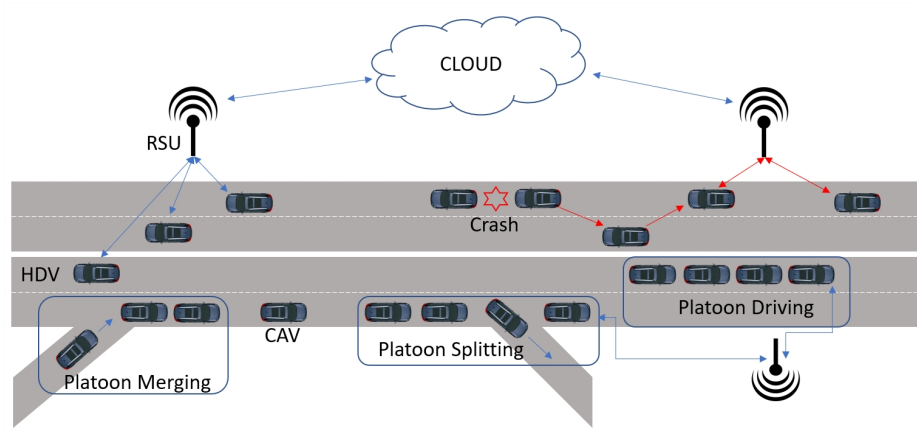 CLOUD
RSU
Crash
HDV
Platoon Driving
CAV
Platoon Splitting
Platoon Merging